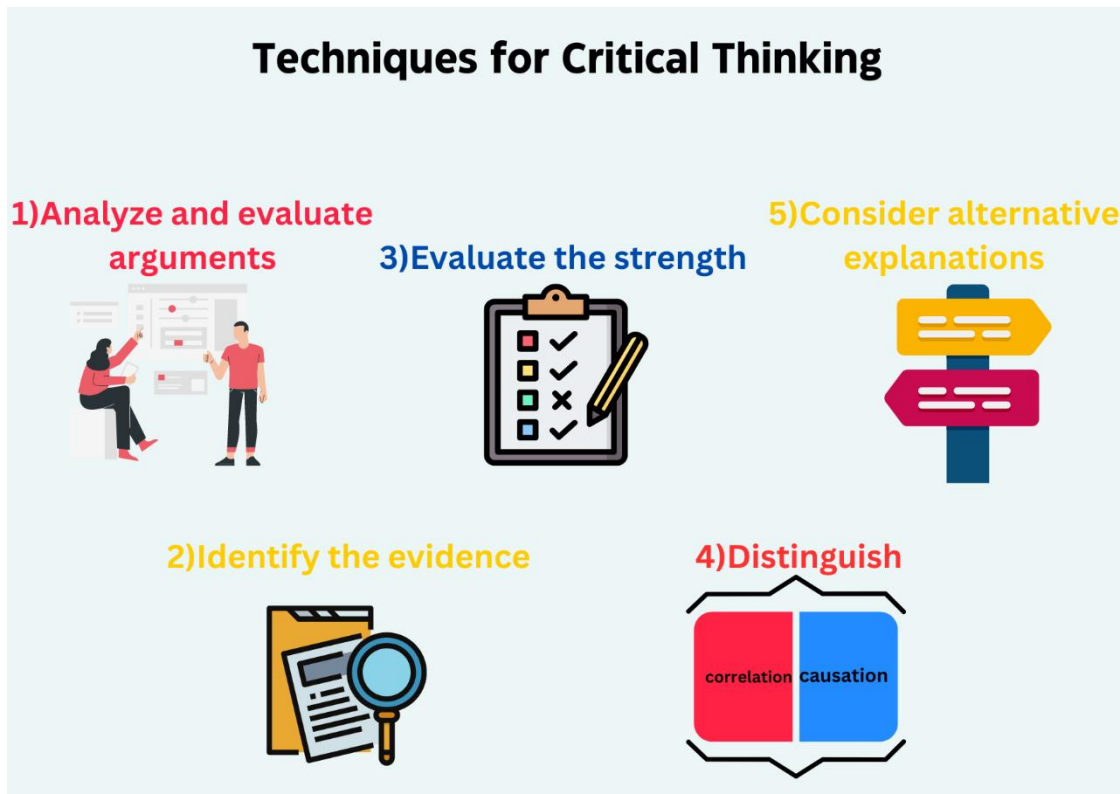 Techniques for Critical Thinking
1)Analyze and evaluate
arguments
2)Identify the evidence
3)Evaluate the strength
4)Distinguish
correlation causation
5)Consider alternative
explanations